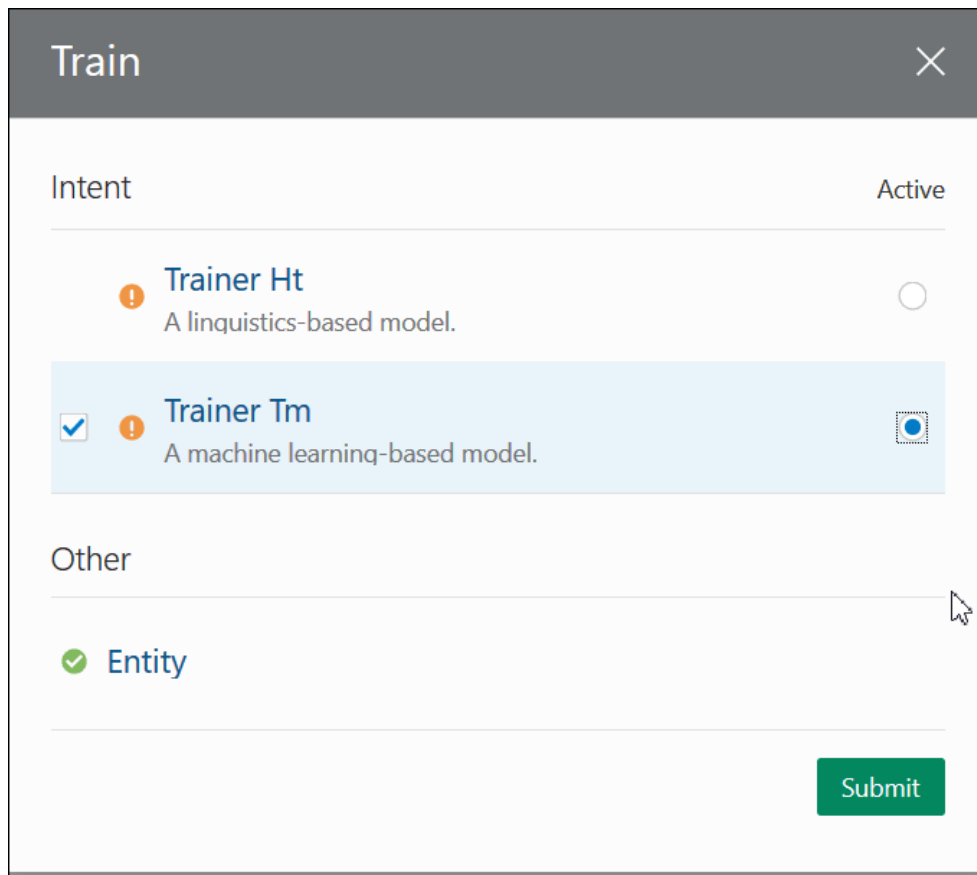 Train
Intent
Active
Trainer Ht
A linguistics-based model.
Trainer Tm
A machine learning-based model.
Other
Entity
Submit